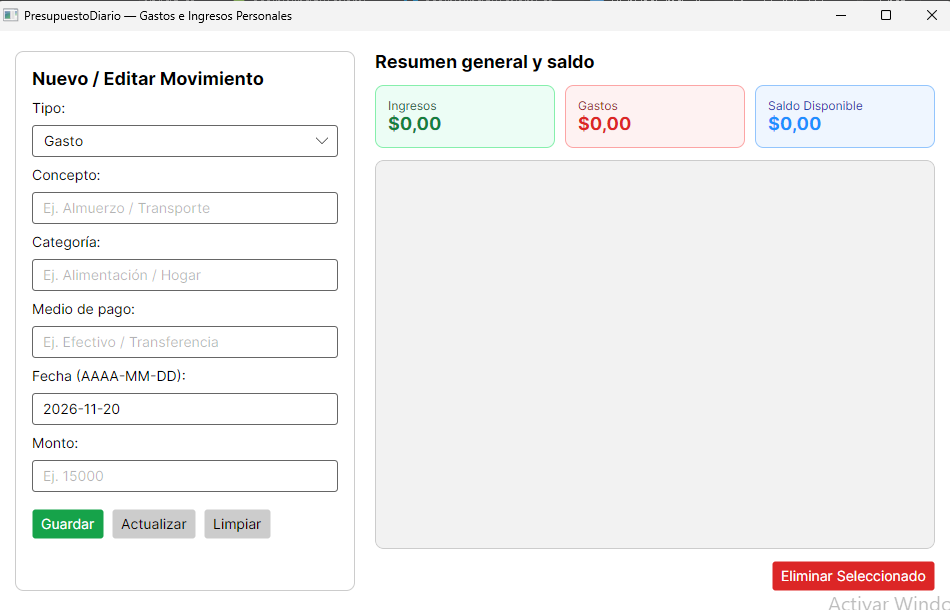 PresupuestoDiario — Gastos e Ingresos Personales
Nuevo / Editar Movimiento
Tipo:
Gasto
Concepto:
Ej. Almuerzo / Transporte
Categoría:
Ej. Alimentación / Hogar
Medio de pago:
Ej. Efectivo / Transferencia
Fecha (AAAA-MM-DD):
2026-11-20
Monto:
Ej. 15000
Guardar Actualizar Limpiar
Resumen general y saldo
Ingresos
$0,00
Gastos
$0,00
Saldo Disponible
$0,00
Eliminar Seleccionado
Activar Windo